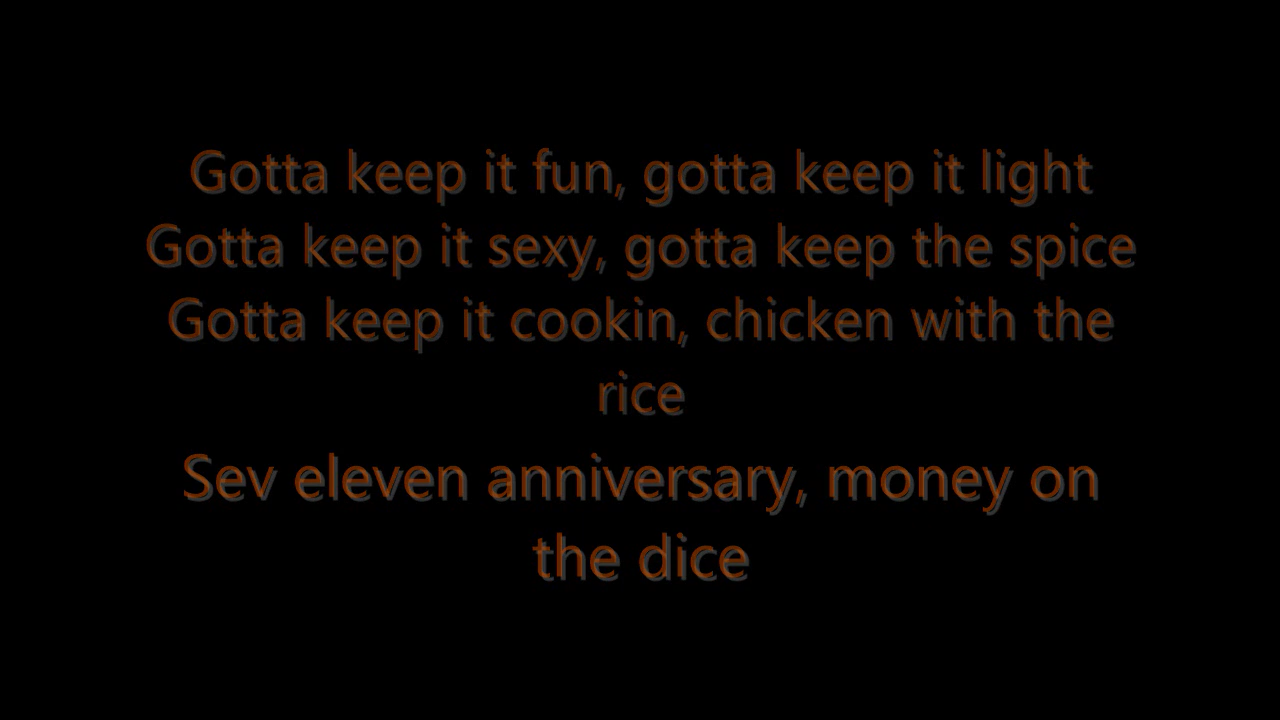 Gotta keep it fun, gotta keep it light
Gotta keep it sexy, gotta keep the spice
Gotta keep it cookin, chicken with the
rice
Sev eleven anniversary, money on
the dice